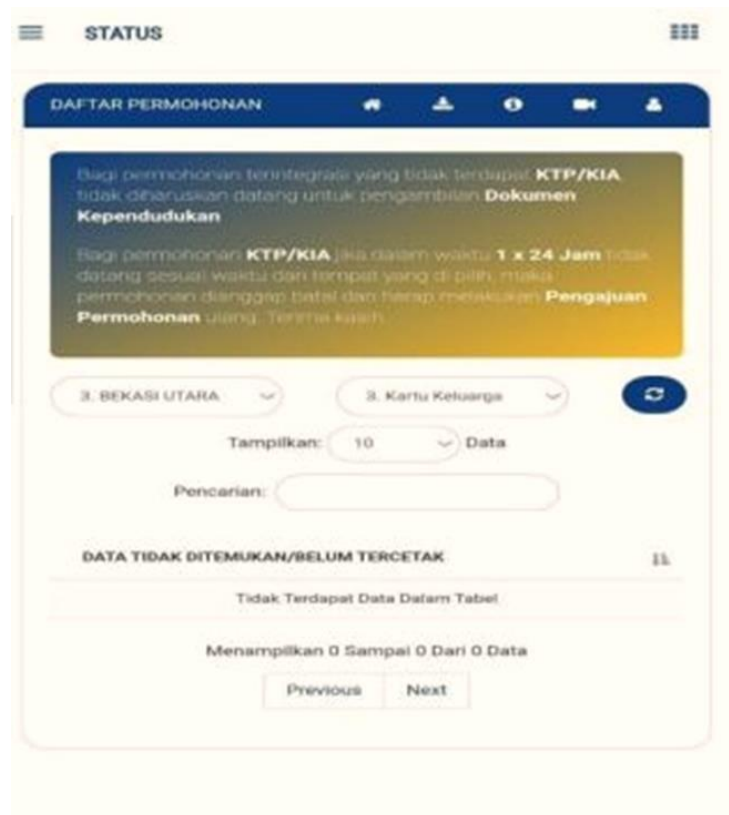 STATUS
DAFTAR PERMOHONAN
Bagi permohonan terintegrasi yang tidak terdapat KTP/KIA
tidak diharuskan datang untuk pengambilan Dokumen
Kependudukan
Bagi permohonan KTP/KIA jika dalam waktu 1 x 24 Jam tidak
datang sesuai waktu dan tempat yang di pilih, maka
permohonan dianggap batal dan harap melakukan Pengajuan
Permohonan ulang. Terima kasih
3. BEKASI UTARA 3. Kartu Keluarga
Tampilkan: 10 Data
Pencarian:
DATA TIDAK DITEMUKAN/BELUM TERCETAK
Tidak Terdapat Data Dalam Tabel
Menampilkan 0 Sampai 0 Dari 0 Data
Previous Next